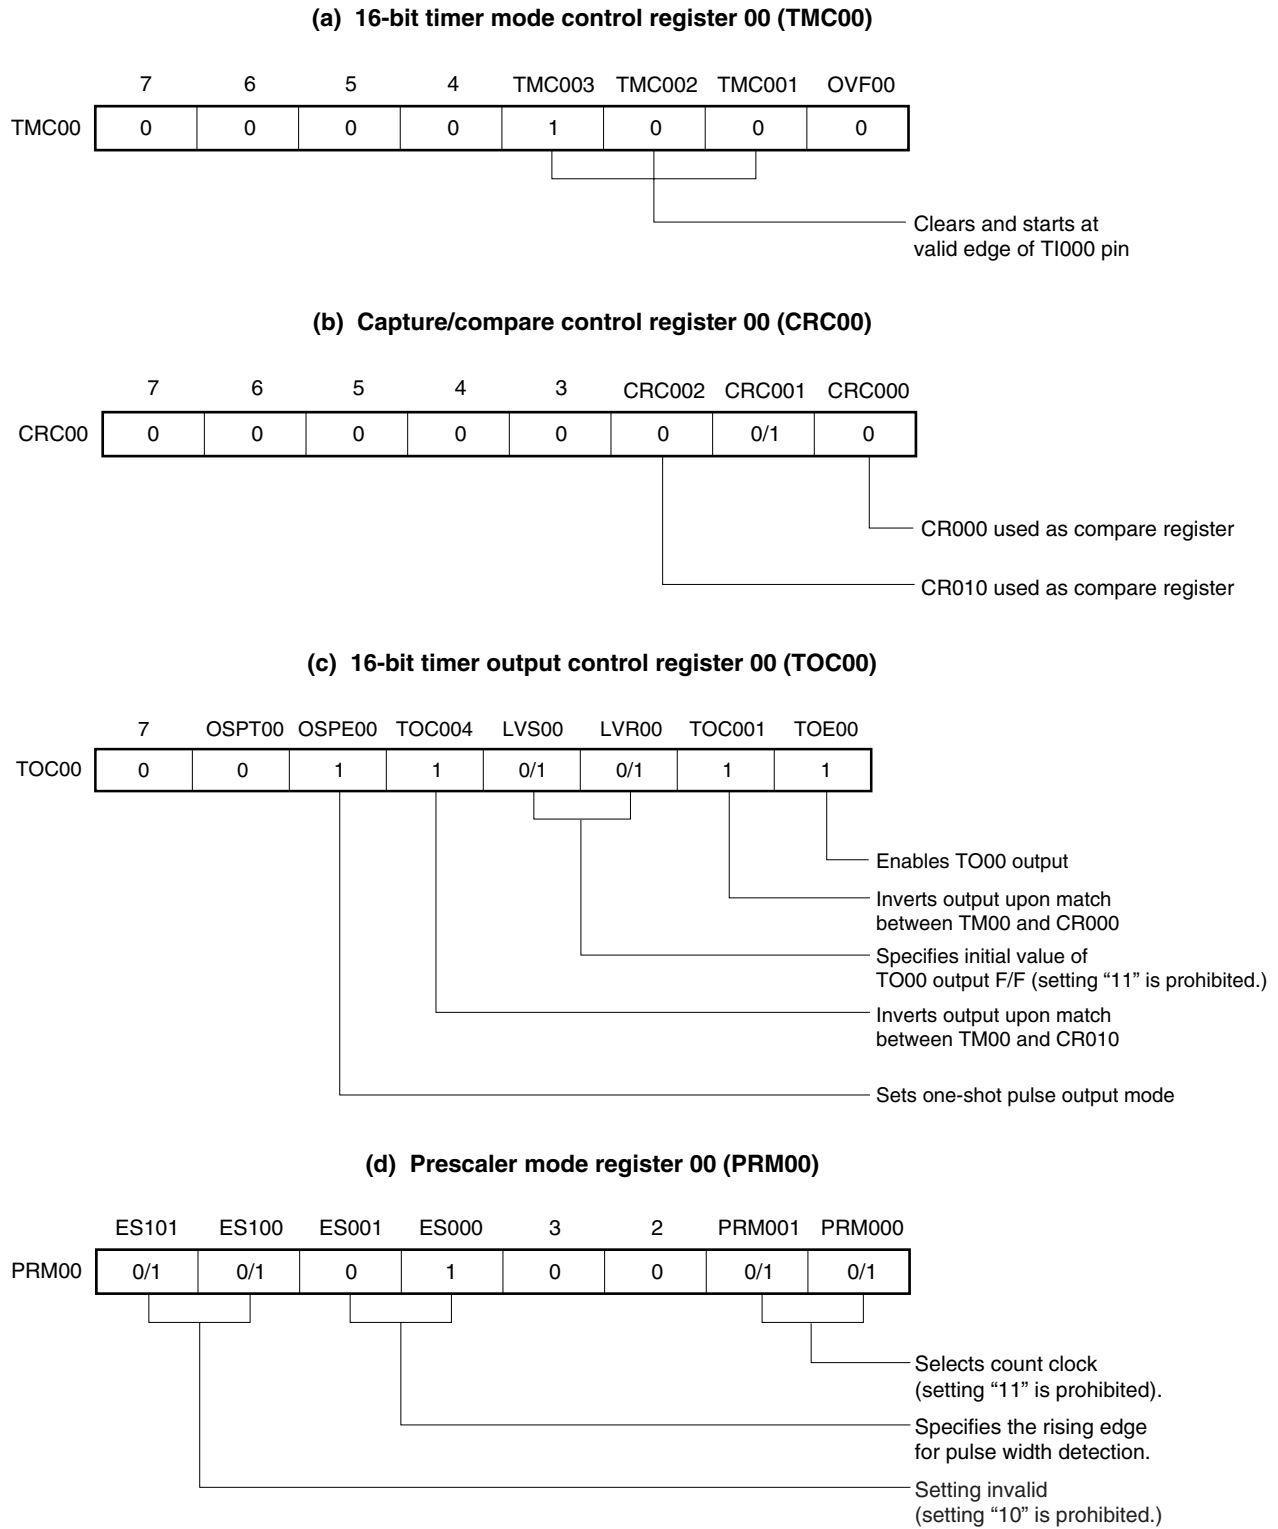 (a) 16-bit timer mode control register 00 (TMC00)
7 6 5 4 TMC003 TMC002 TMC001 OVF00
TMC00 0 0 0 0 1 0 0 0
Clears and starts at
valid edge of TI000 pin
(b) Capture/compare control register 00 (CRC00)
7 6 5 4 3 CRC002 CRC001 CRC000
CRC00 0 0 0 0 0 0 0/1 0
CR000 used as compare register
CR010 used as compare register
(c) 16-bit timer output control register 00 (TOC00)
7 OSPT00 OSPE00 TOC004 LVS00 LVR00 TOC001 TOE00
TOC00 0 0 1 1 0/1 0/1 1 1
Enables TO00 output
Inverts output upon match
between TM00 and CR000
Specifies initial value of
TO00 output F/F (setting “11” is prohibited.)
Inverts output upon match
between TM00 and CR010
Sets one-shot pulse output mode
(d) Prescaler mode register 00 (PRM00)
ES101 ES100 ES001 ES000 3 2 PRM001 PRM000
PRM00 0/1 0/1 0 1 0 0 0/1 0/1
Selects count clock
(setting “11” is prohibited).
Specifies the rising edge
for pulse width detection.
Setting invalid
(setting “10” is prohibited.)